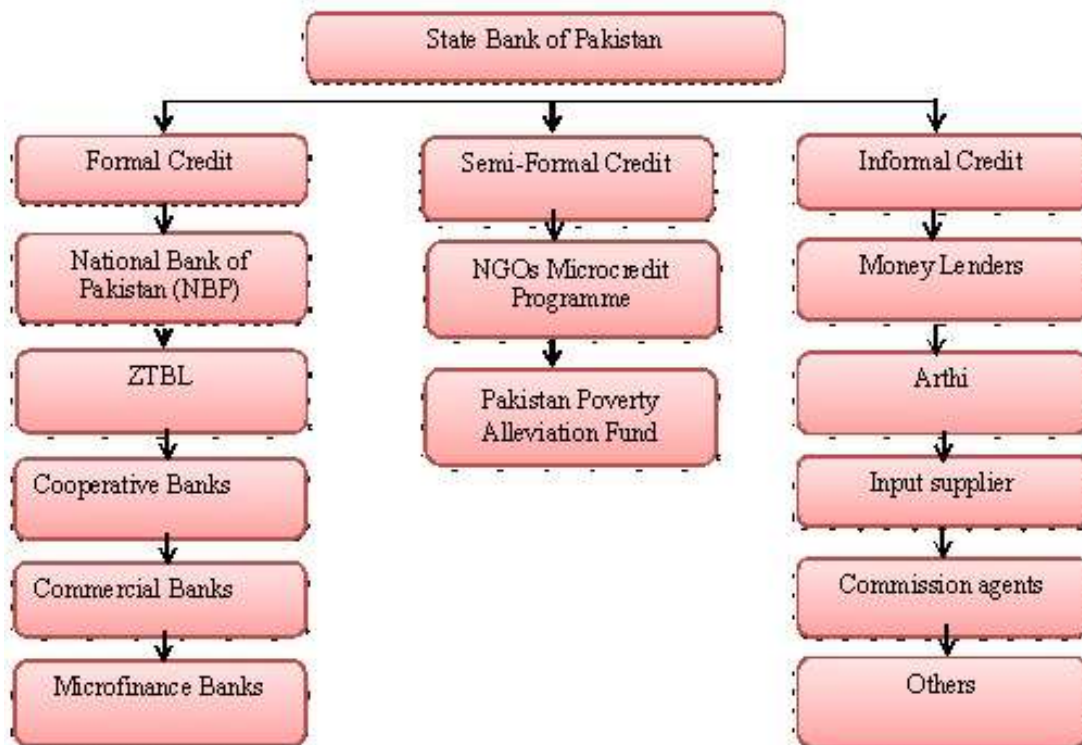 State Bank of Pakistan
Formal Credit
Semi-Formal Credit
Informal Credit
National Bank of
Pakistan (NBP)
NGOs Microcredit
Programme
Money Lenders
ZTBL
Pakistan Poverty
Alleviation Fund
Arthi
Cooperative Banks
Input supplier
Commercial Banks
Commission agents
Microfinance Banks
Others